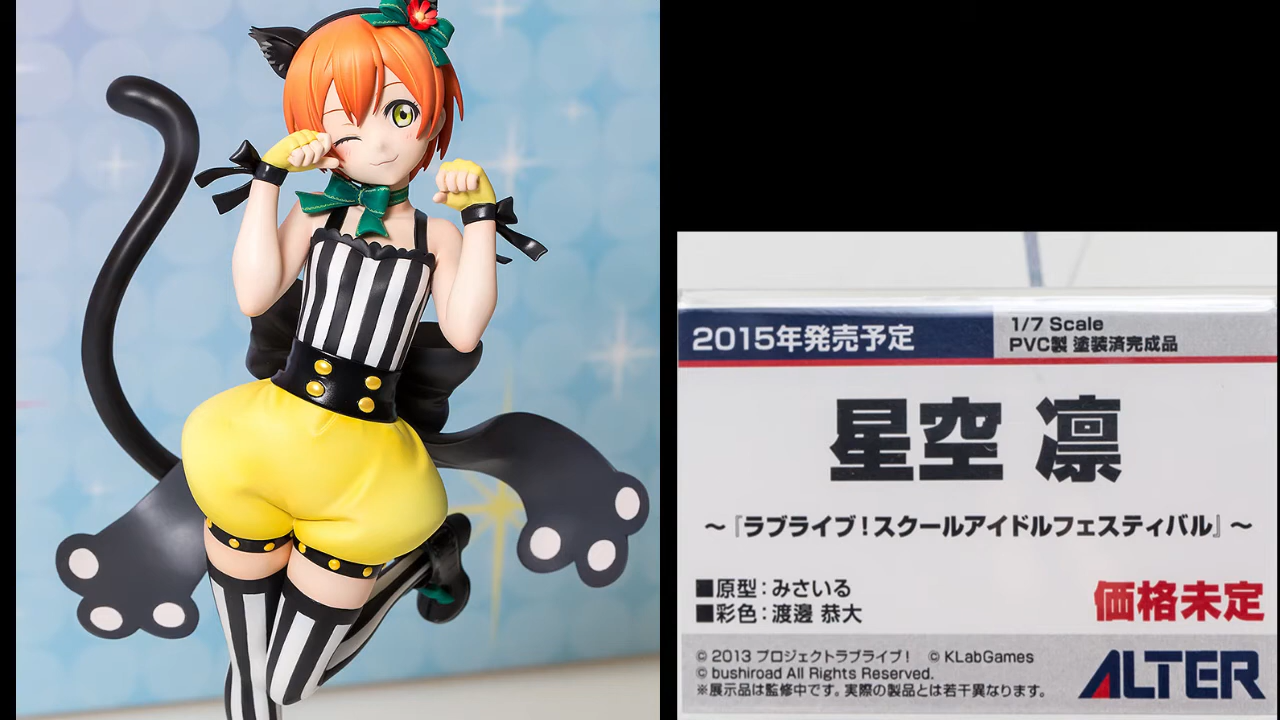 2015年発売予定
1/7 Scale
PVC製 塗装済完成品
星空 凛
～『ラブライブ！スクールアイドルフェスティバル』～
■原型：みさいる
■彩色：渡邊 恭大
価格未定
© 2013 プロジェクトラブライブ！ © KLabGames
© bushiroad All Rights Reserved.
※展示品は監修中です。実際の製品とは若干異なります。
ALTER